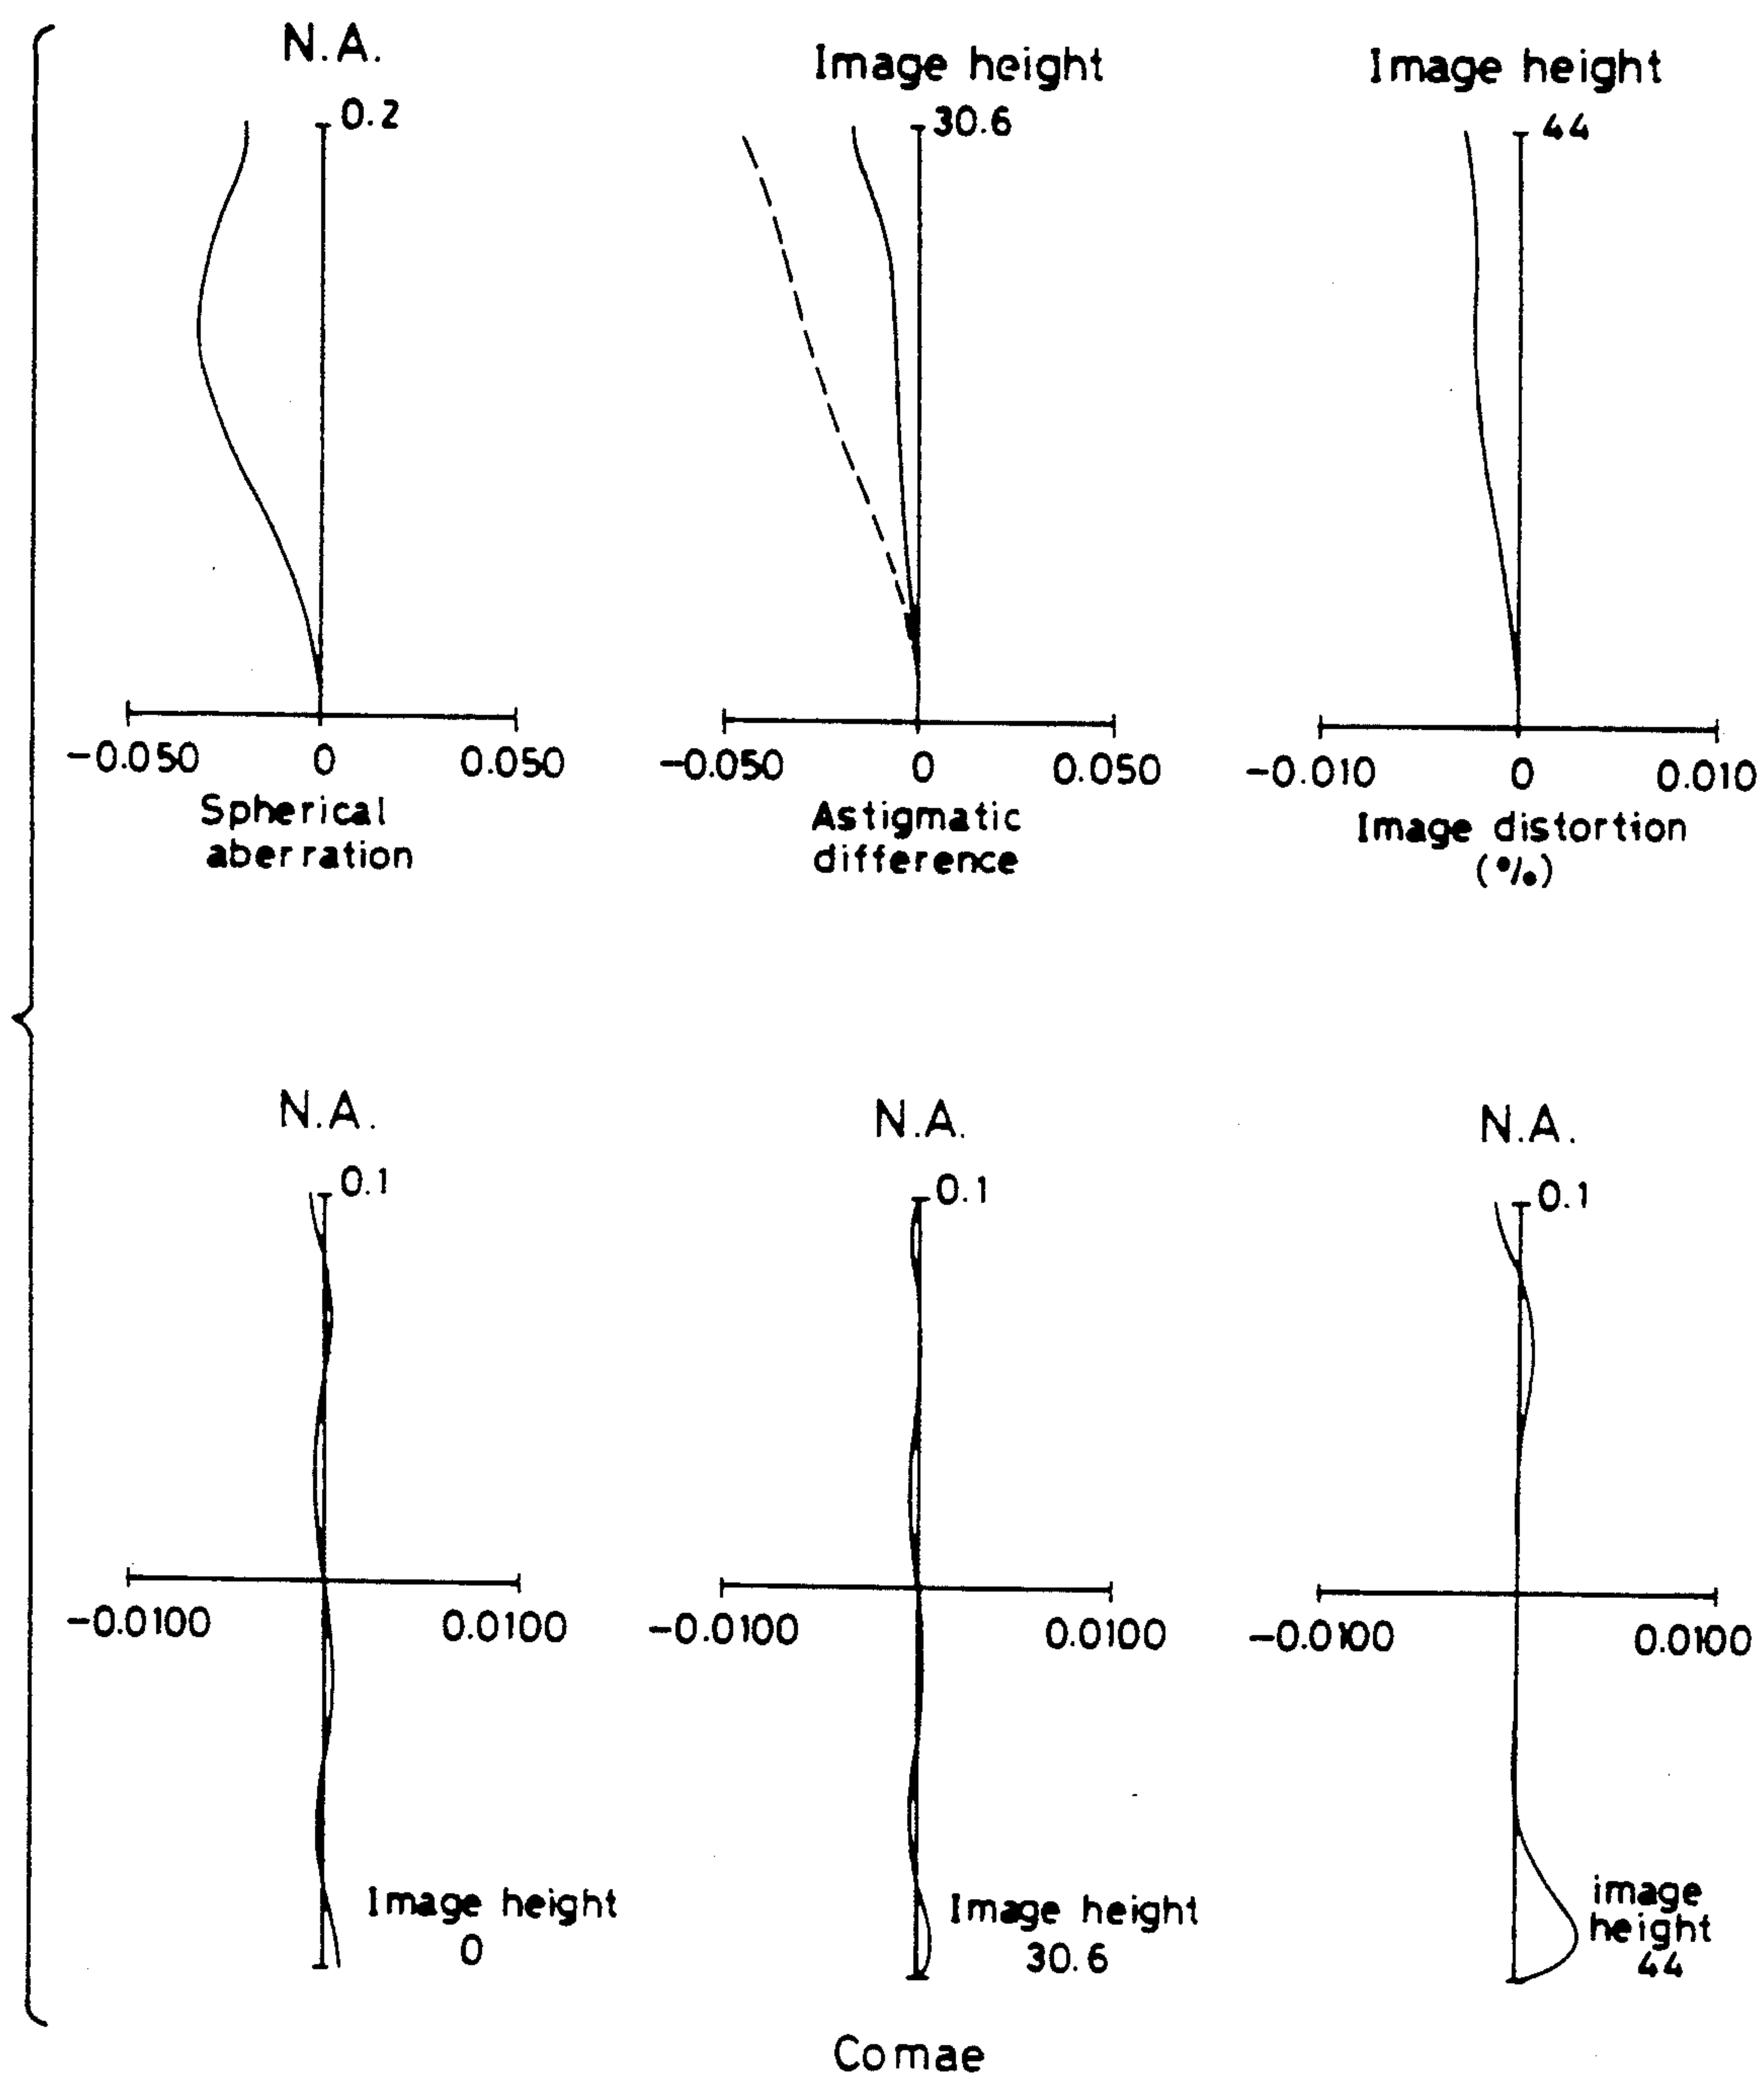 N.A.
0.2
-0.050 0 0.050
Spherical
aberration
Image height
30.6
-0.050 0 0.050
Astigmatic
difference
Image height
44
-0.010 0 0.010
Image distortion
(%)
N.A.
0.1
-0.0100 0.0100
Image height
0
N.A.
0.1
-0.0100 0.0100
Image height
30.6
N.A.
0.1
-0.0100 0.0100
image
height
44
Comae